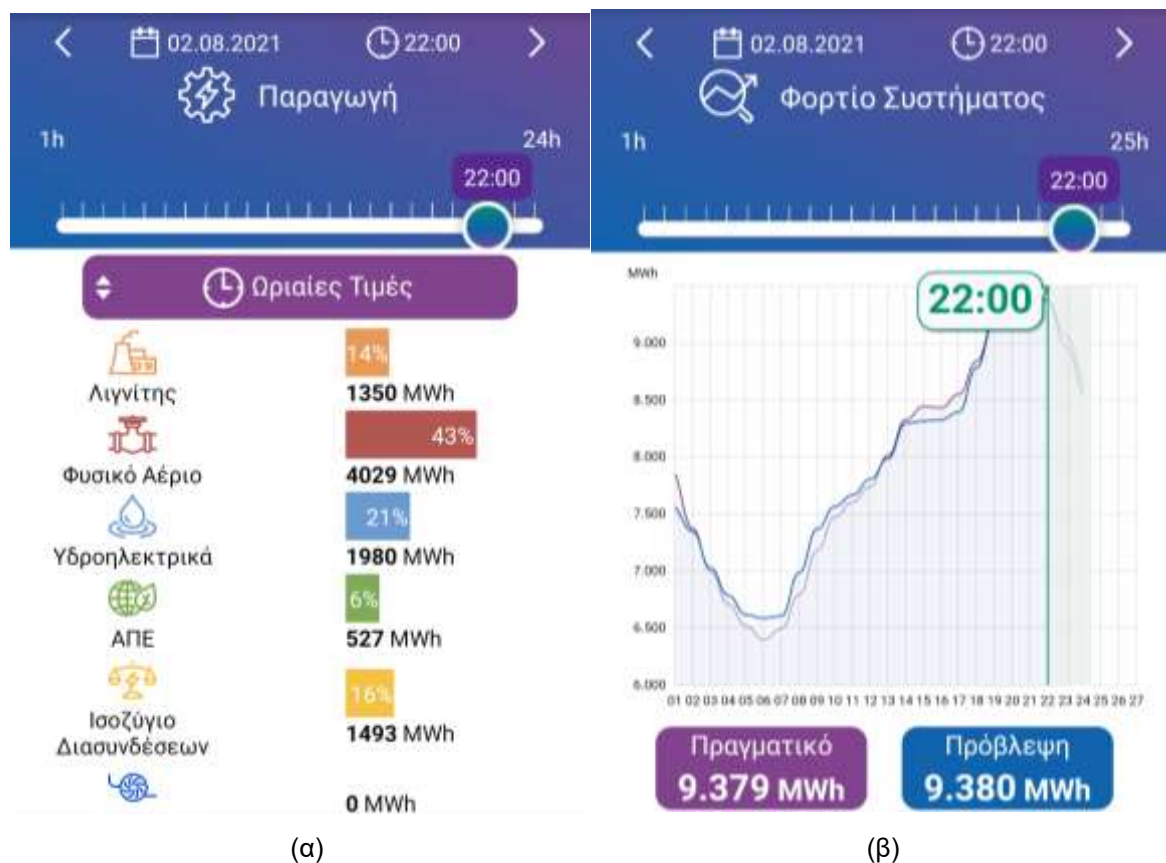 02.08.2021 22:00
Παραγωγή
1h 24h
22:00
Ωριαίες Τιμές
14%
Λιγνίτης 1350 MWh
43%
Φυσικό Αέριο 4029 MWh
21%
Υδροηλεκτρικά 1980 MWh
6%
ΑΠΕ 527 MWh
16%
Ισοζύγιο
Διασυνδέσεων 1493 MWh
0 MWh
(α)
02.08.2021 22:00
Φορτίο Συστήματος
1h 25h
22:00
MWh
22:00
9.000
8.500
8.000
7.500
7.000
6.500
6.000
01 02 03 04 05 06 07 08 09 10 11 12 13 14 15 16 17 18 19 20 21 22 23 24 25 26 27
Πραγματικό
9.379 MWh
Πρόβλεψη
9.380 MWh
(β)